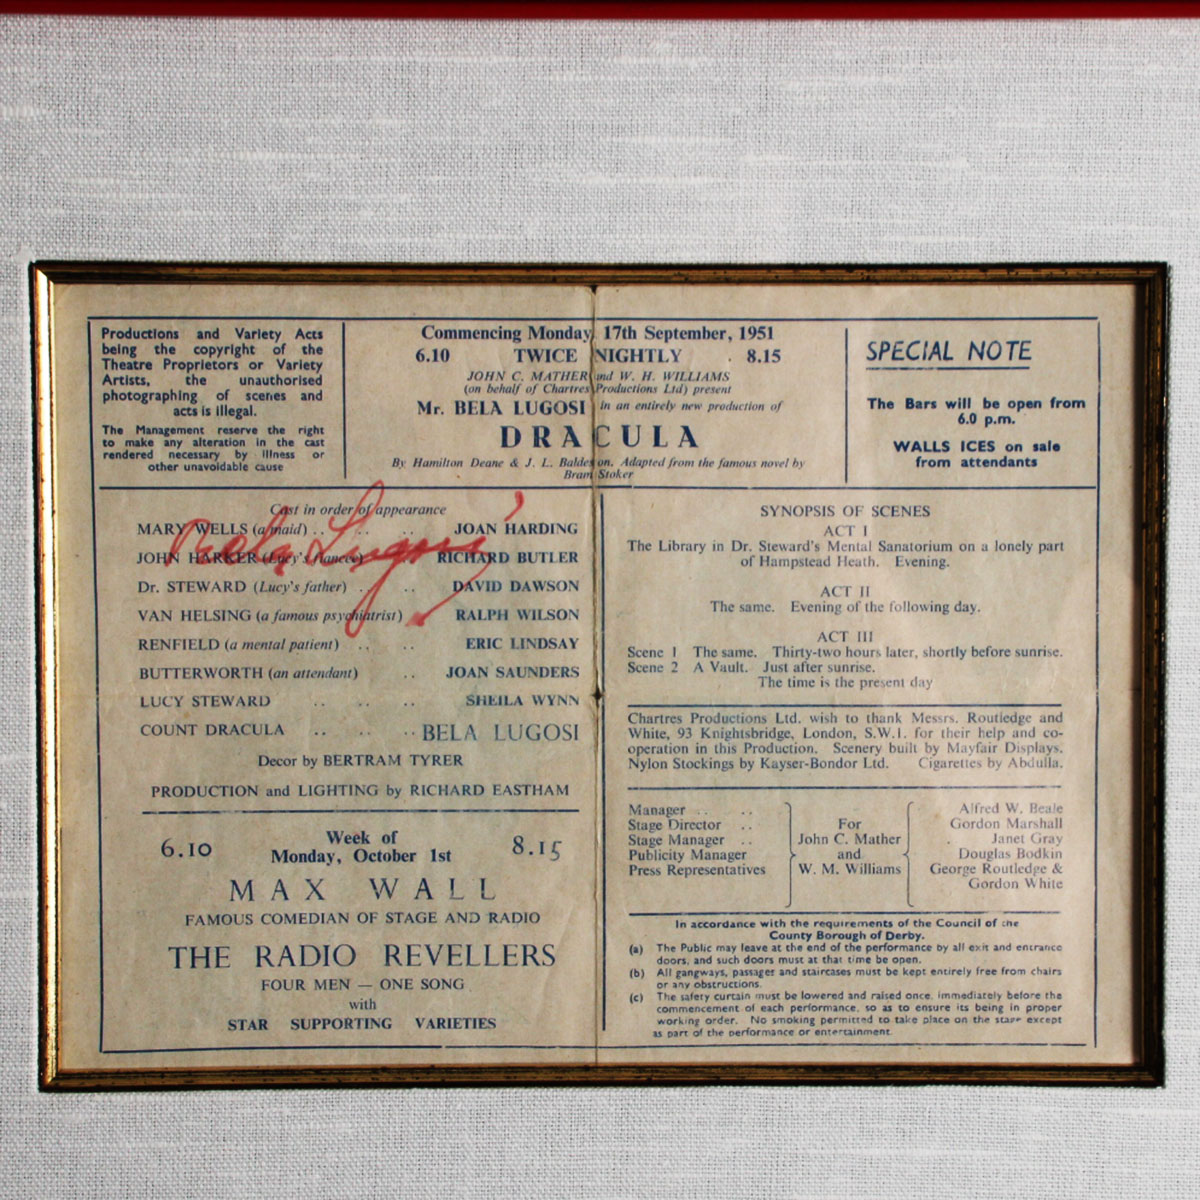 Productions and Variety Acts
being the copyright of the
Theatre Proprietors or Variety
Artists, the unauthorised
photographing of scenes and
acts is illegal.
The Management reserve the right
to make any alteration in the cast
rendered necessary by illness or
other unavoidable cause
Commencing Monday, 17th September, 1951
6.10 TWICE NIGHTLY 8.15
JOHN C. MATHER and W. H. WILLIAMS
(on behalf of Chartres Productions Ltd) present
Mr. BELA LUGOSI in an entirely new production of
DRACULA
By Hamilton Deane & J. L. Balderston. Adapted from the famous novel by
Bram Stoker
SPECIAL NOTE
The Bars will be open from
6.0 p.m.
WALLS ICES on sale
from attendants
Cast in order of appearance
MARY WELLS (a maid) .. .. .. JOAN HARDING
Bela Lugosi
JOHN HARKER (Lucy's fiancee) RICHARD BUTLER
Dr. STEWARD (Lucy's father) .. .. DAVID DAWSON
VAN HELSING (a famous psychiatrist) RALPH WILSON
RENFIELD (a mental patient) .. .. ERIC LINDSAY
BUTTERWORTH (an attendant) .. JOAN SAUNDERS
LUCY STEWARD .. .. .. SHEILA WYNN
COUNT DRACULA .. .. .. BELA LUGOSI
Decor by BERTRAM TYRER
PRODUCTION and LIGHTING by RICHARD EASTHAM
6.10 Week of 8.15
Monday, October 1st
MAX WALL
FAMOUS COMEDIAN OF STAGE AND RADIO
THE RADIO REVELLERS
FOUR MEN — ONE SONG
with
STAR SUPPORTING VARIETIES
SYNOPSIS OF SCENES
ACT I
The Library in Dr. Steward's Mental Sanatorium on a lonely part
of Hampstead Heath. Evening.
ACT II
The same. Evening of the following day.
ACT III
Scene 1 The same. Thirty-two hours later, shortly before sunrise.
Scene 2 A Vault. Just after sunrise.
The time is the present day
Chartres Productions Ltd. wish to thank Messrs. Routledge and
White, 93 Knightsbridge, London, S.W.1. for their help and co-
operation in this Production. Scenery built by Mayfair Displays.
Nylon Stockings by Kayser-Bondor Ltd. Cigarettes by Abdulla.
Manager .. .. Alfred W. Beale
Stage Director .. For Gordon Marshall
Stage Manager .. John C. Mather Janet Gray
Publicity Manager and Douglas Bodkin
Press Representatives W. M. Williams George Routledge &
Gordon White
In accordance with the requirements of the Council of the
County Borough of Derby.
(a) The Public may leave at the end of the performance by all exit and entrance
doors, and such doors must at that time be open.
(b) All gangways, passages and staircases must be kept entirely free from chairs
or any obstructions.
(c) The safety curtain must be lowered and raised once, immediately before the
commencement of each performance, so as to ensure its being in proper
working order. No smoking permitted to take place on the stage except
as part of the performance or entertainment.